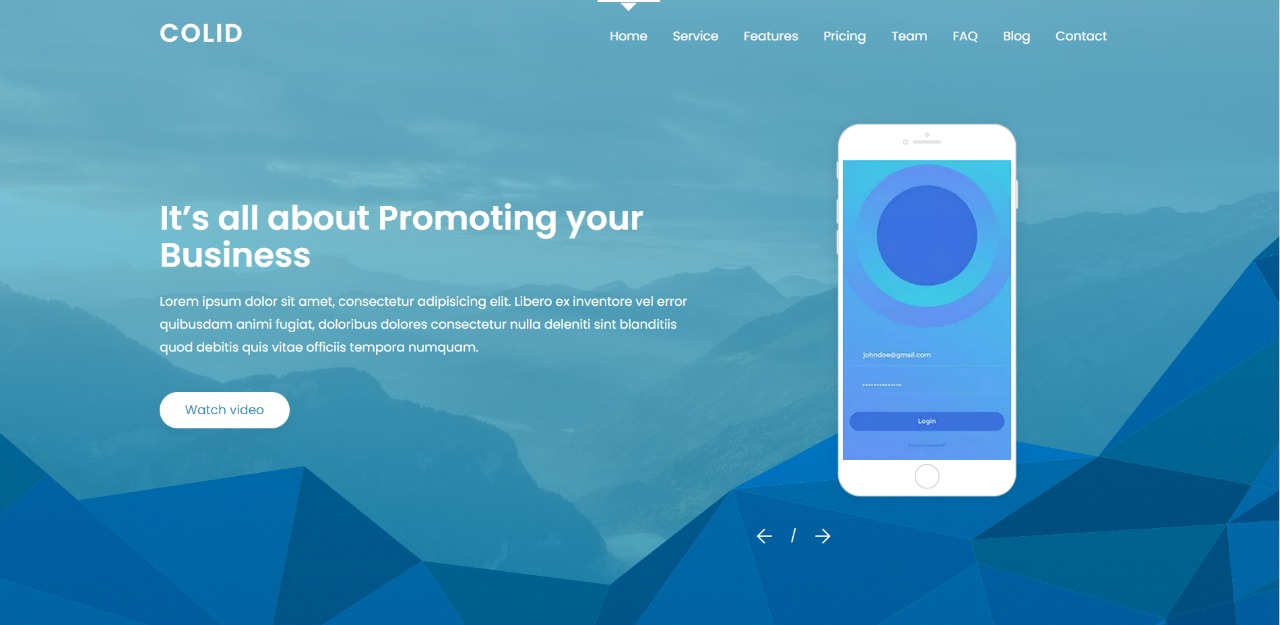 COLID
Home Service Features Pricing Team FAQ Blog Contact
It’s all about Promoting your
Business
Lorem ipsum dolor sit amet, consectetur adipisicing elit. Libero ex inventore vel error
quibusdam animi fugiat, doloribus dolores consectetur nulla deleniti sint blanditiis
quod debitis quis vitae officiis tempora numquam.
Watch video
johndoe@gmail.com
Login
/